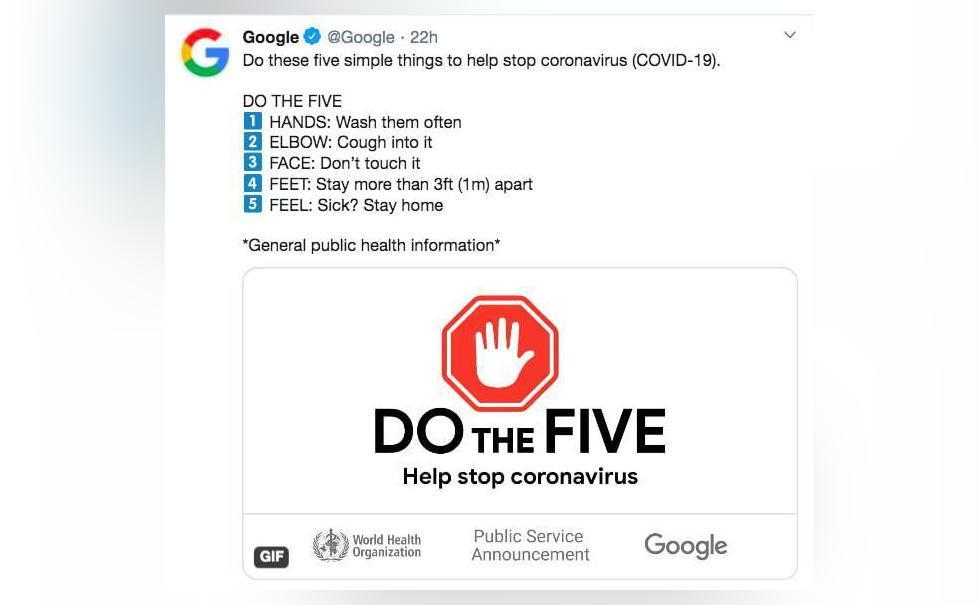 Google @Google · 22h
Do these five simple things to help stop coronavirus (COVID-19).
DO THE FIVE
1 HANDS: Wash them often
2 ELBOW: Cough into it
3 FACE: Don’t touch it
4 FEET: Stay more than 3ft (1m) apart
5 FEEL: Sick? Stay home
*General public health information*
DO THE FIVE
Help stop coronavirus
GIF
World Health
Organization
Public Service
Announcement
Google